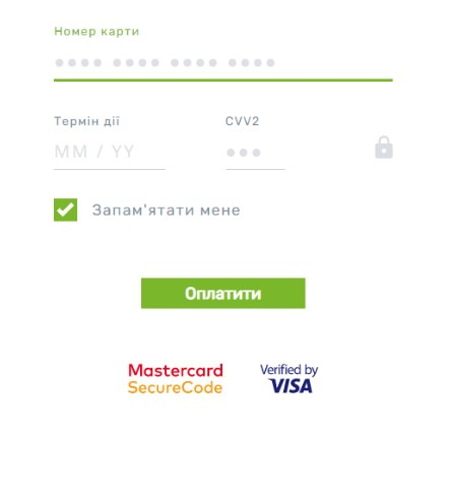 Номер карти
•••• •••• •••• ••••
Термін дії CVV2
MM / YY •••
Запам'ятати мене
Оплатити
Mastercard Verified by
SecureCode VISA